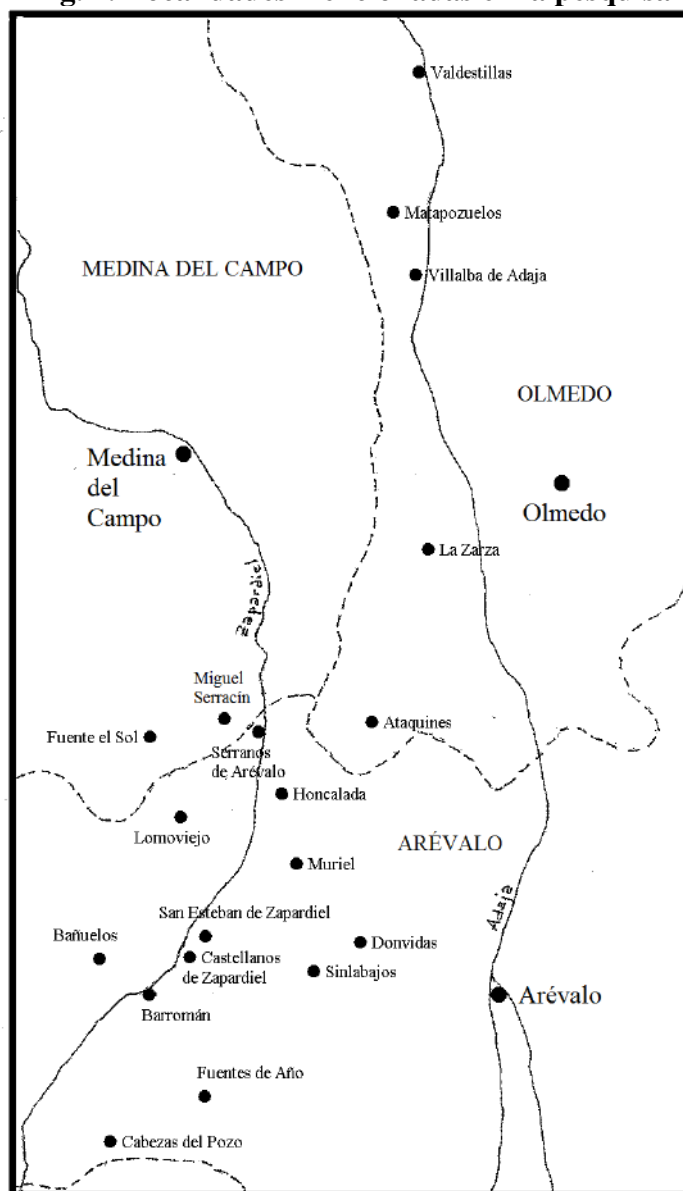 Valdestillas
Matapozuelos
MEDINA DEL CAMPO
Villalba de Adaja
OLMEDO
Medina
del
Campo
Olmedo
La Zarza
Zapardiel
Miguel
Serracín
Fuente el Sol
Ataquines
Serranos
de Arévalo
Honcalada
Lomoviejo
ARÉVALO
Muriel
Adaja
San Esteban de Zapardiel
Bañuelos
Donvidas
Castellanos
de Zapardiel
Sinlabajos
Barromán
Arévalo
Fuentes de Año
Cabezas del Pozo